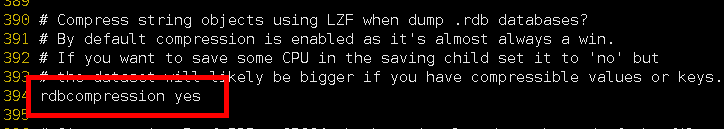 390 # Compress string objects using LZF when dump .rdb databases?
391 # By default compression is enabled as it's almost always a win.
392 # If you want to save some CPU in the saving child set it to 'no' but
393 # the dataset will likely be bigger if you have compressible values or keys.
394 rdbcompression yes
395